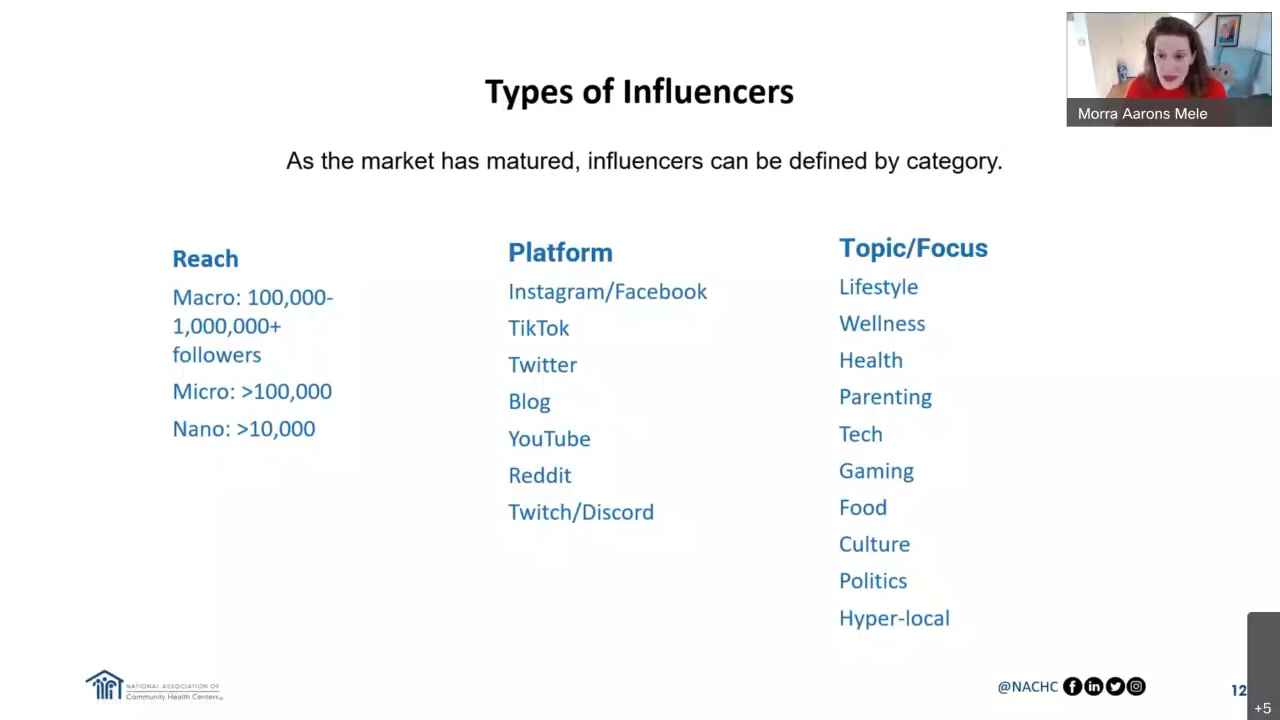 Types of Influencers
Morra Aarons Mele
As the market has matured, influencers can be defined by category.
Reach
Macro: 100,000-
1,000,000+
followers
Micro: >100,000
Nano: >10,000
Platform
Instagram/Facebook
TikTok
Twitter
Blog
YouTube
Reddit
Twitch/Discord
Topic/Focus
Lifestyle
Wellness
Health
Parenting
Tech
Gaming
Food
Culture
Politics
Hyper-local
NATIONAL ASSOCIATION OF
Community Health Centers
@NACHC
12
+5